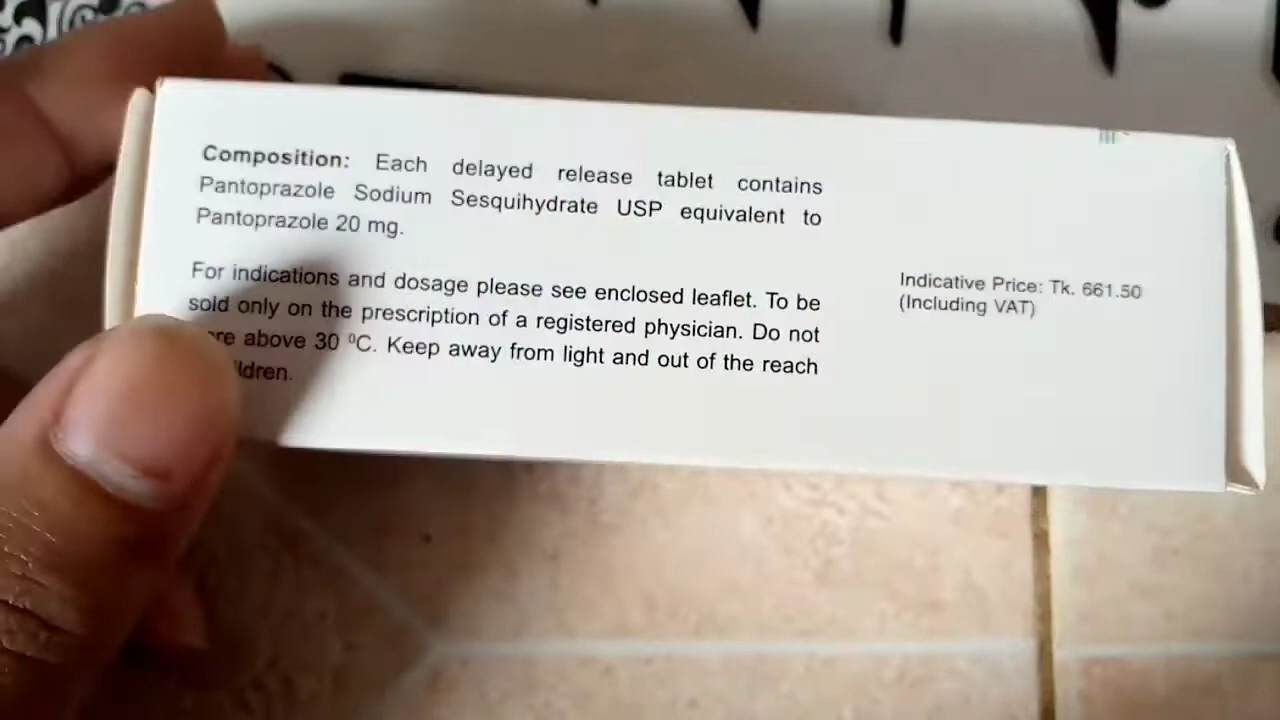 Composition: Each delayed release tablet contains
Pantoprazole Sodium Sesquihydrate USP equivalent to
Pantoprazole 20 mg.
For indications and dosage please see enclosed leaflet. To be
sold only on the prescription of a registered physician. Do not
above 30 ⁰C. Keep away from light and out of the reach
Indicative Price: Tk. 661.50
(Including VAT)